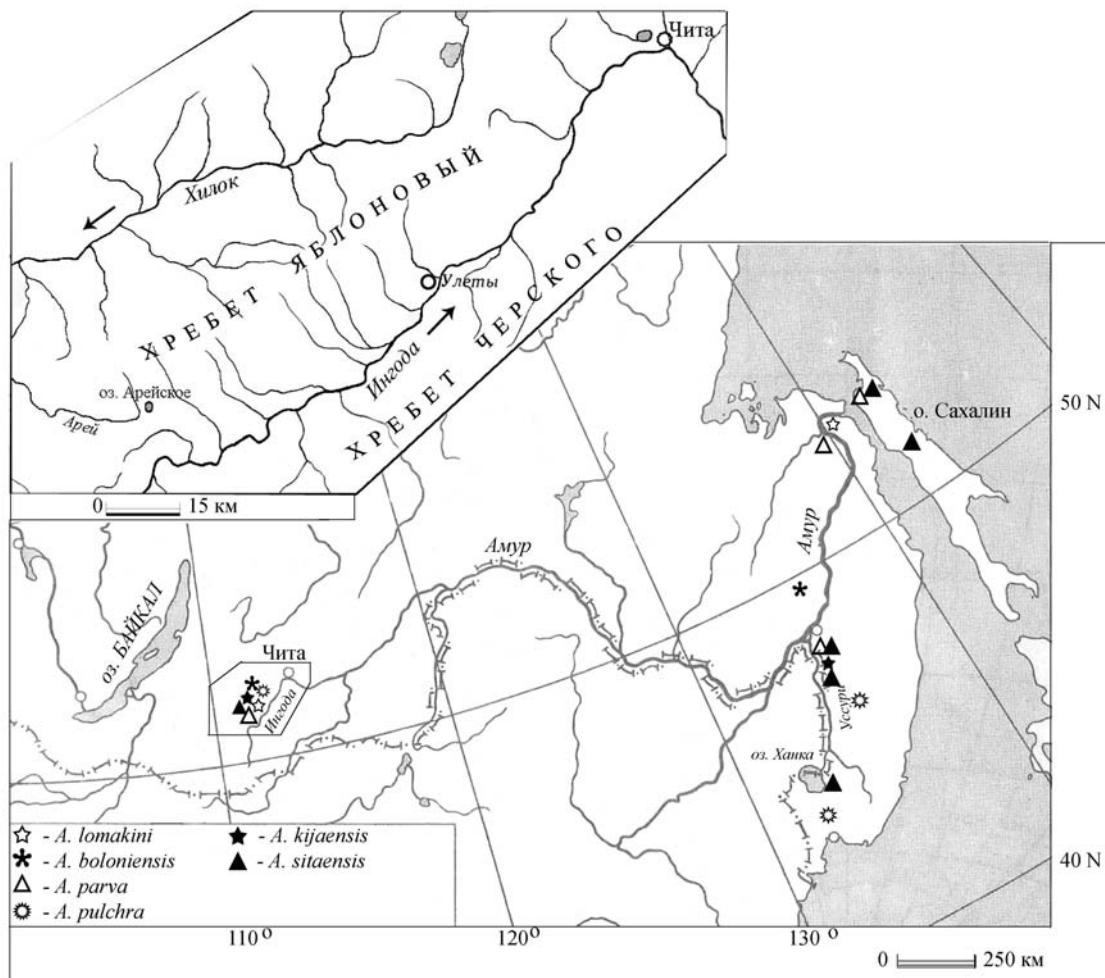 Чита
Хилок
ХРЕБЕТ ЯБЛОНОВЫЙ
Улеты
Ингода
ХРЕБЕТ ЧЕРСКОГО
оз. Арейское
Арей
0 15 км
50 N
о. Сахалин
Амур
Амур
оз. БАЙКАЛ
Чита
Ингода
Уссури
оз. Ханка
- A. lomakini
- A. kijaensis
- A. boloniensis
- A. sitaensis
- A. parva
- A. pulchra
40 N
110 o
120 o
130 o
0 250 км